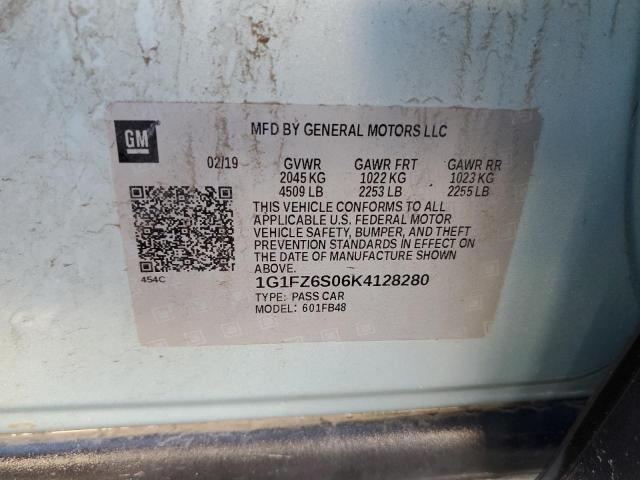 GM
MFD BY GENERAL MOTORS LLC
02/19 GVWR GAWR FRT GAWR RR
2045 KG 1022 KG 1023 KG
4509 LB 2253 LB 2255 LB
THIS VEHICLE CONFORMS TO ALL
APPLICABLE U.S. FEDERAL MOTOR
VEHICLE SAFETY, BUMPER, AND THEFT
PREVENTION STANDARDS IN EFFECT ON
THE DATE OF MANUFACTURE SHOWN
ABOVE.
454C
1G1FZ6S06K4128280
TYPE: PASS CAR
MODEL: 601FB48